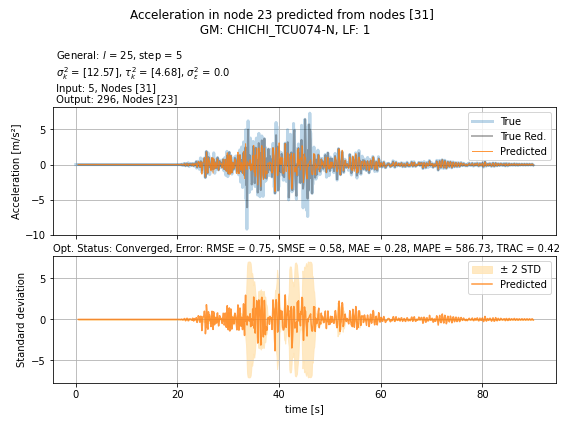 Acceleration in node 23 predicted from nodes [31]
GM: CHICHI_TCU074-N, LF: 1
General: l = 25, step = 5
σ²ₖ = [12.57], τ²ₖ = [4.68], σ²ε = 0.0
Input: 5, Nodes [31]
Output: 296, Nodes [23]
Acceleration [m/s²]
5
0
−5
−10
True
True Red.
Predicted
Opt. Status: Converged, Error: RMSE = 0.75, SMSE = 0.58, MAE = 0.28, MAPE = 586.73, TRAC = 0.42
Standard deviation
5
0
−5
± 2 STD
Predicted
0 20 40 60 80
time [s]